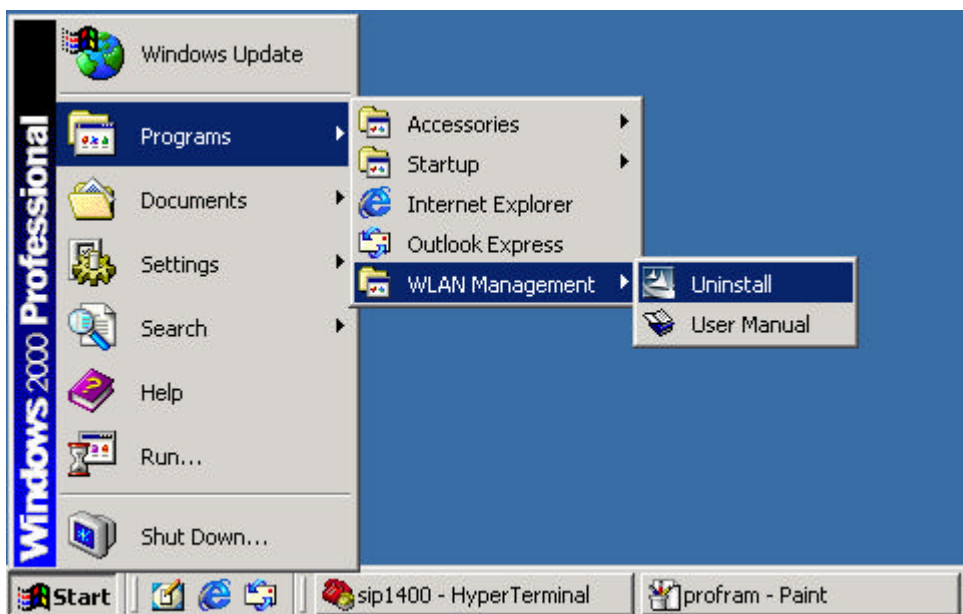 Windows 2000 Professional
Windows Update
Programs
Documents
Settings
Search
Help
Run...
Shut Down...
Accessories
Startup
Internet Explorer
Outlook Express
WLAN Management
Uninstall
User Manual
Start
sip1400 - HyperTerminal
profram - Paint